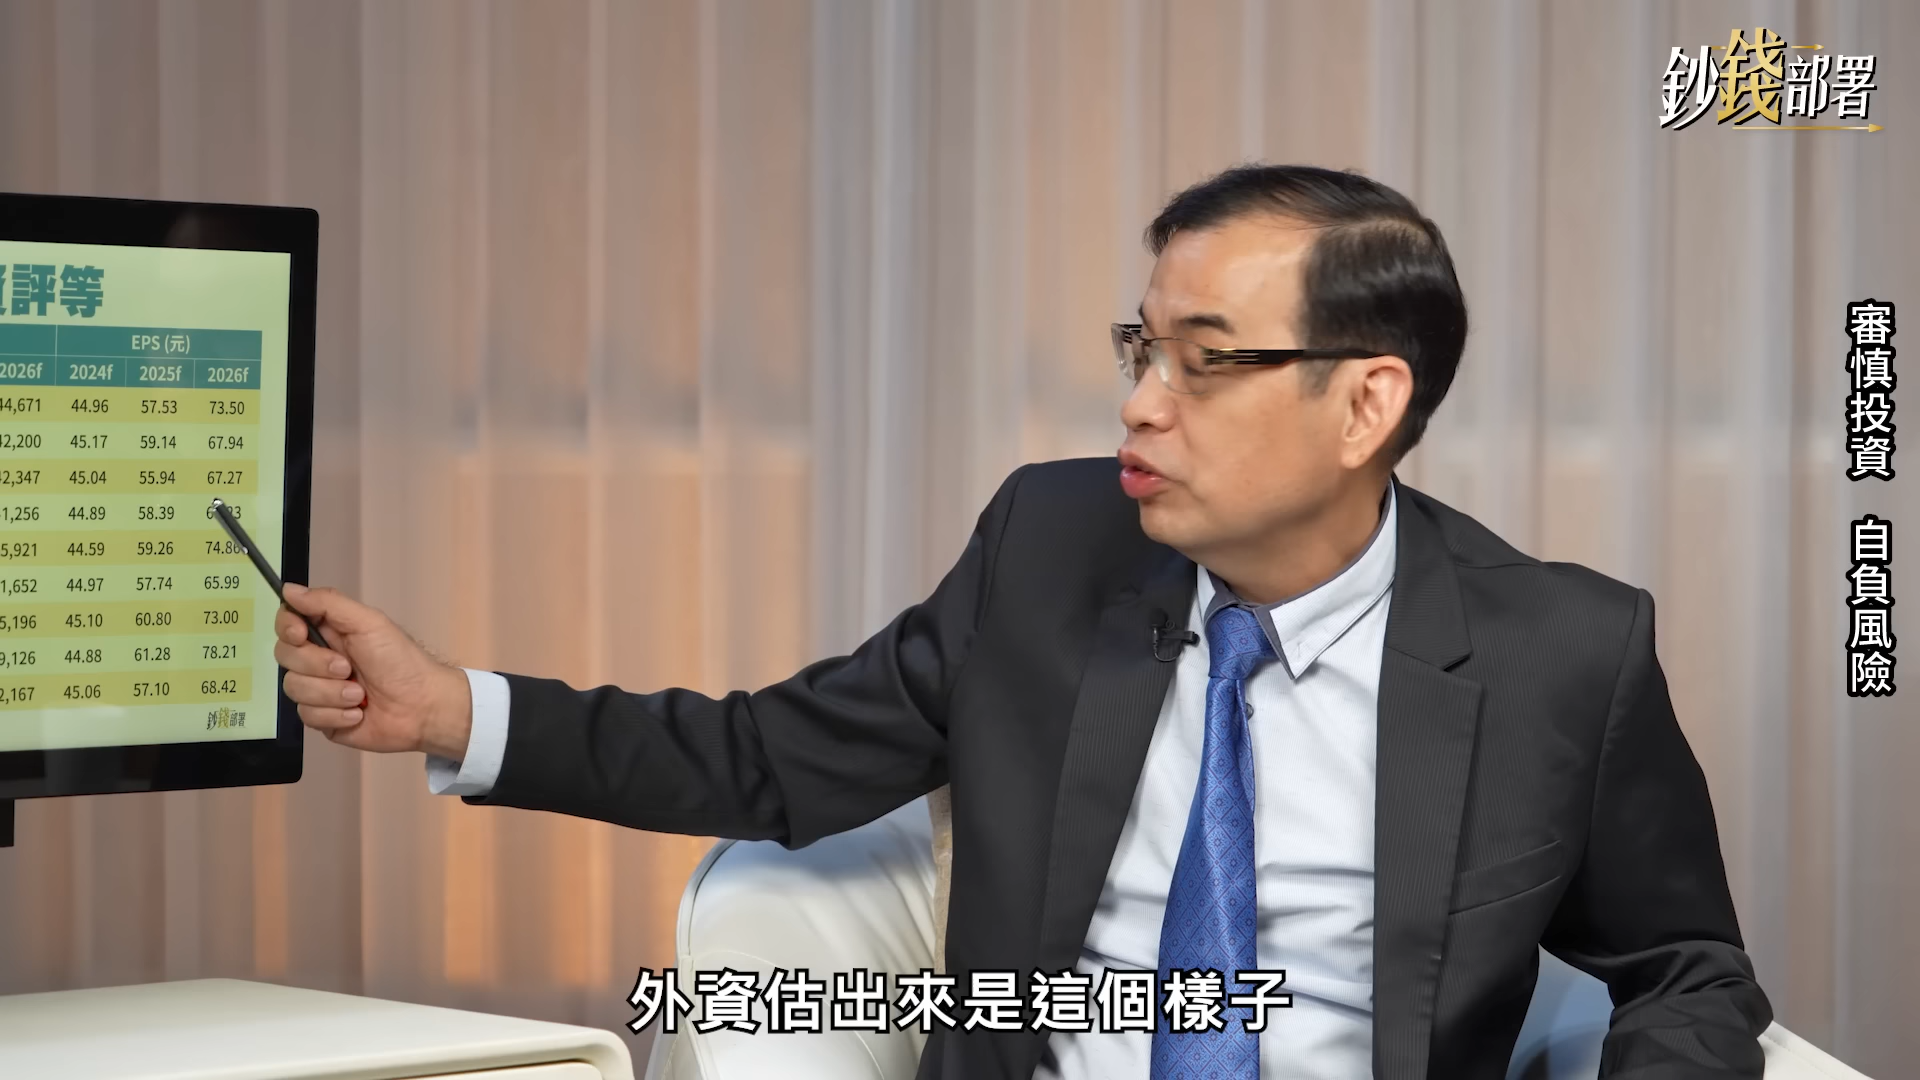 鈔錢部署
審慎投資 自負風險
評等
EPS (元)
2026f 2024f 2025f 2026f
44,671 44.96 57.53 73.50
42,200 45.17 59.14 67.94
42,347 45.04 55.94 67.27
1,256 44.89 58.39
5,921 44.59 59.26 74.86
1,652 44.97 57.74 65.99
5,196 45.10 60.80 73.00
9,126 44.88 61.28 78.21
2,167 45.06 57.10 68.42
鈔錢部署
外資估出來是這個樣子